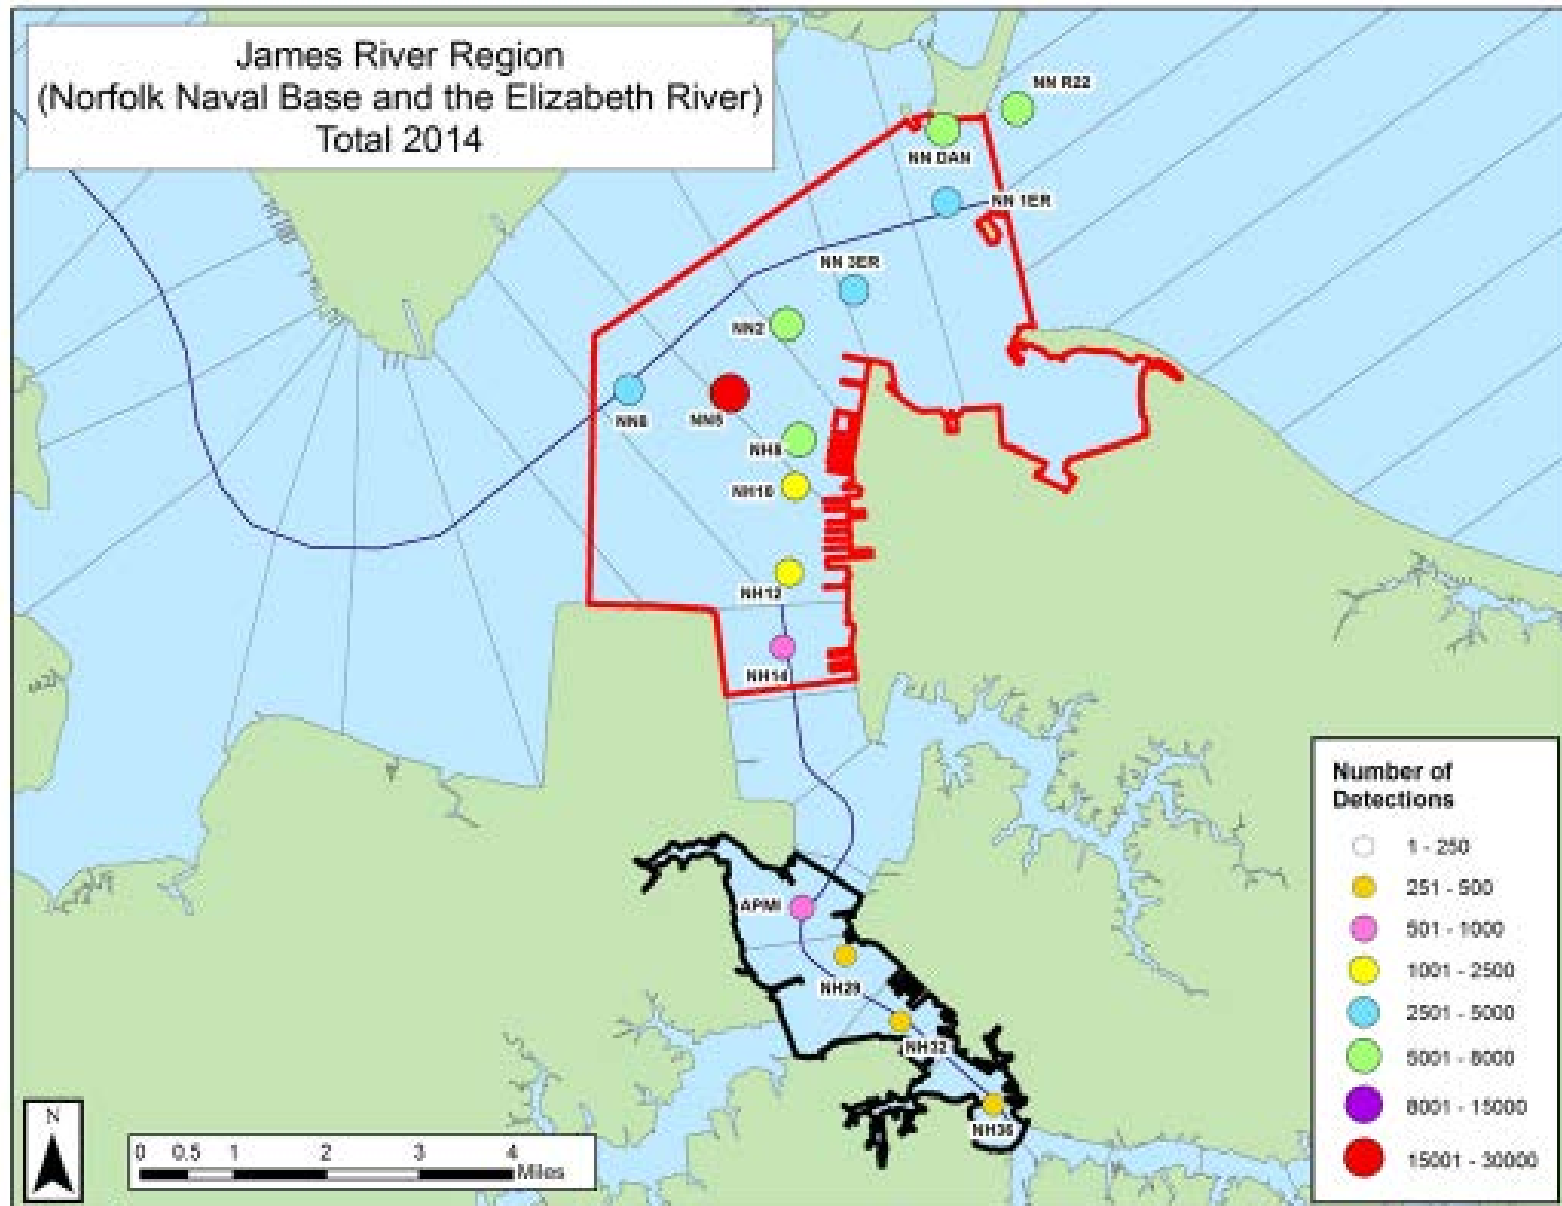 James River Region
(Norfolk Naval Base and the Elizabeth River)
Total 2014
NN R22
NN DAN
NN 1ER
NN 3ER
NN2
NN5
NH8
NH10
NH12
NH14
APMI
NH29
NH32
NH36
Number of
Detections
1 - 250
251 - 500
501 - 1000
1001 - 2500
2501 - 5000
5001 - 8000
8001 - 15000
15001 - 30000
N
0 0.5 1 2 3 4
Miles